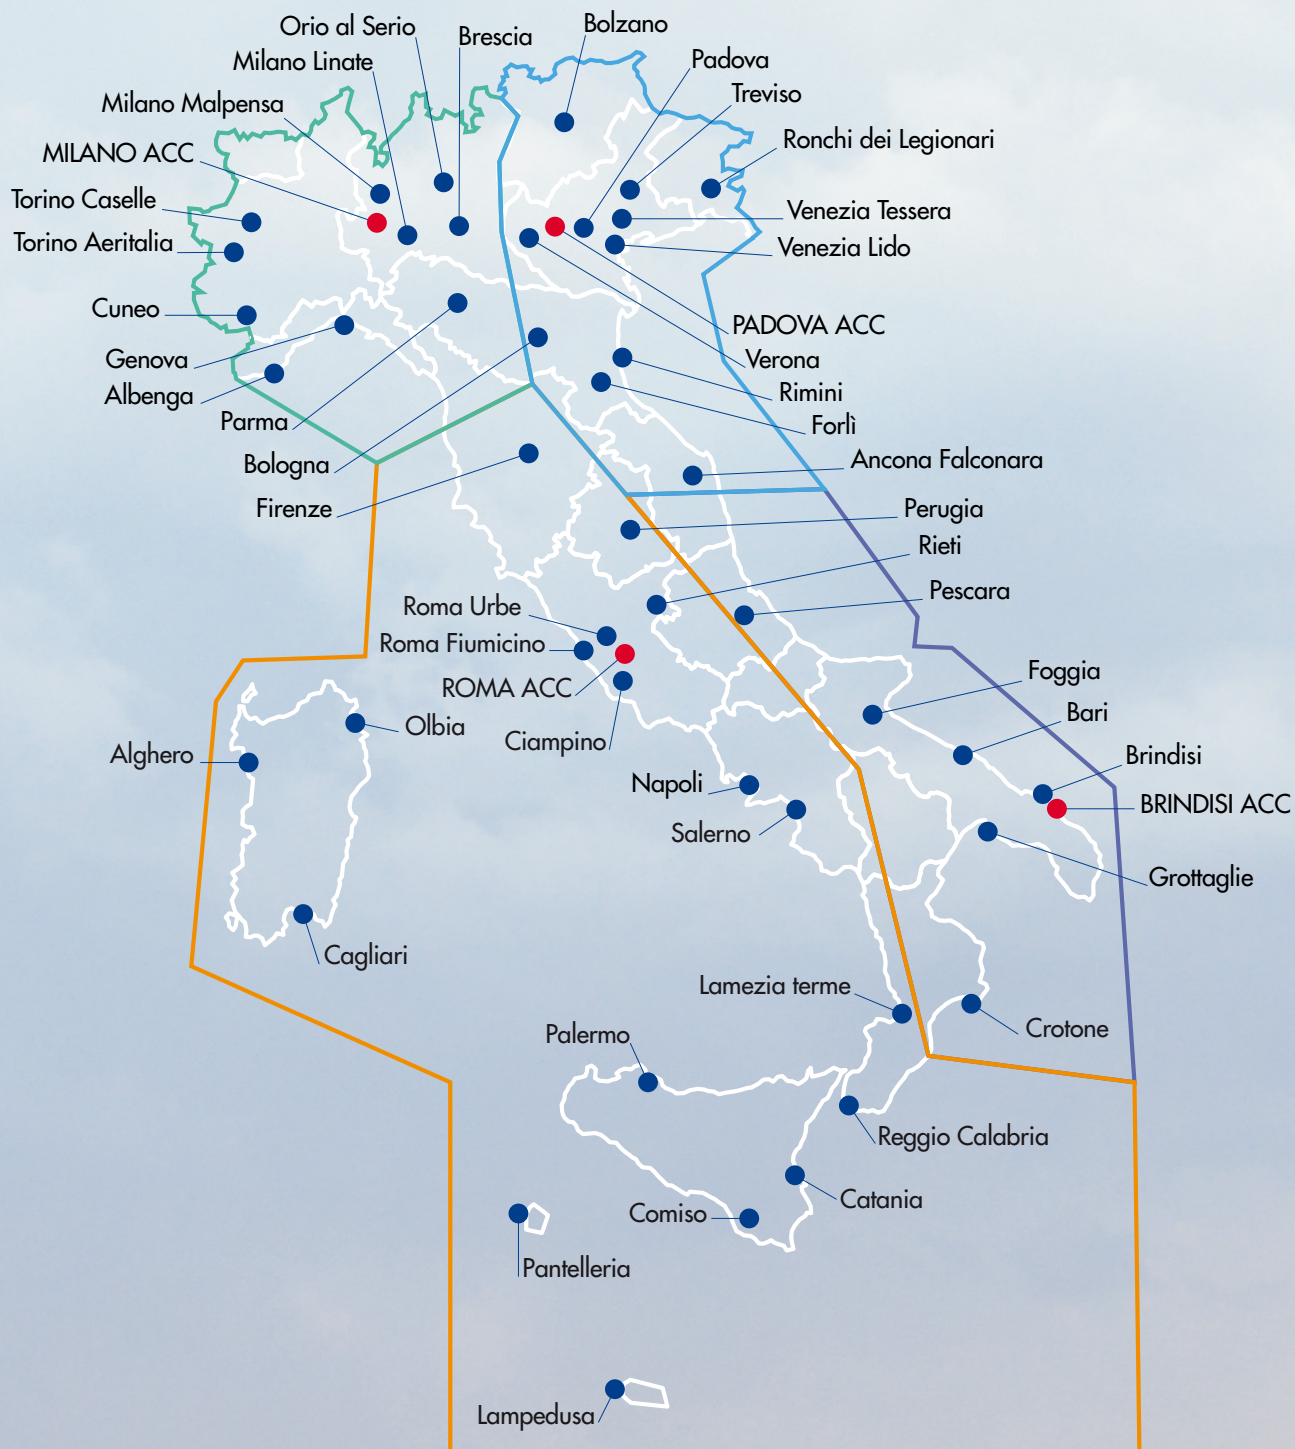 Orio al Serio
Bolzano
Brescia
Milano Linate
Padova
Treviso
Milano Malpensa
Ronchi dei Legionari
MILANO ACC
Torino Caselle
Venezia Tessera
Torino Aeritalia
Venezia Lido
Cuneo
PADOVA ACC
Genova
Verona
Albenga
Rimini
Parma
Forlì
Bologna
Ancona Falconara
Firenze
Perugia
Rieti
Pescara
Roma Urbe
Roma Fiumicino
Foggia
ROMA ACC
Bari
Olbia
Ciampino
Alghero
Brindisi
Napoli
BRINDISI ACC
Salerno
Grottaglie
Cagliari
Lamezia terme
Crotone
Palermo
Reggio Calabria
Catania
Comiso
Pantelleria
Lampedusa